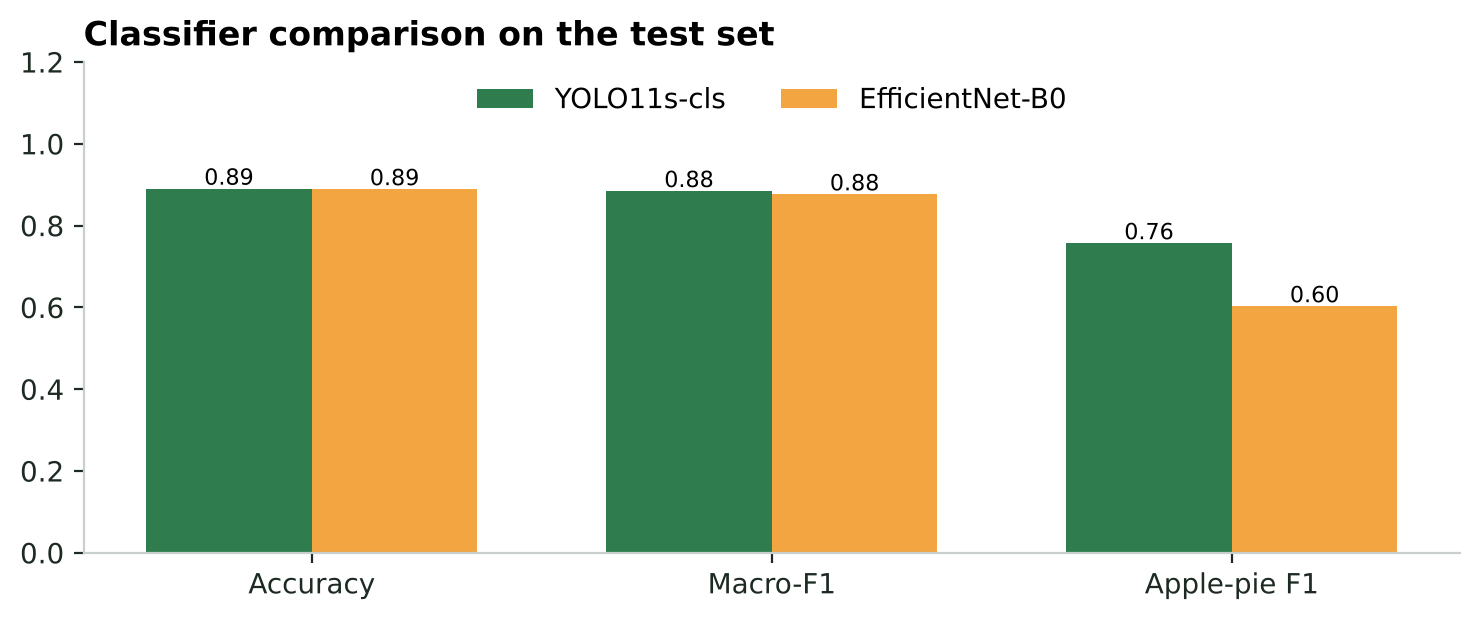 Classifier comparison on the test set
1.2
1.0
0.8
0.6
0.4
0.2
0.0
YOLO11s-cls EfficientNet-B0
0.89 0.89 0.88 0.88 0.76 0.60
Accuracy Macro-F1 Apple-pie F1